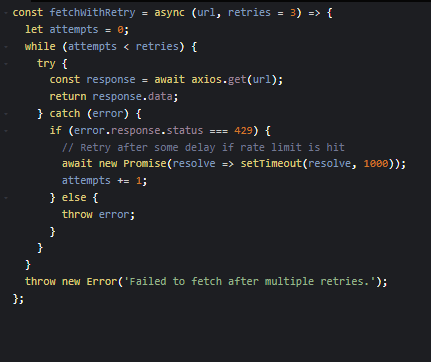 const fetchWithRetry = async (url, retries = 3) => {
  let attempts = 0;
  while (attempts < retries) {
    try {
      const response = await axios.get(url);
      return response.data;
    } catch (error) {
      if (error.response.status === 429) {
        // Retry after some delay if rate limit is hit
        await new Promise(resolve => setTimeout(resolve, 1000));
        attempts += 1;
      } else {
        throw error;
      }
    }
  }
  throw new Error('Failed to fetch after multiple retries.');
};